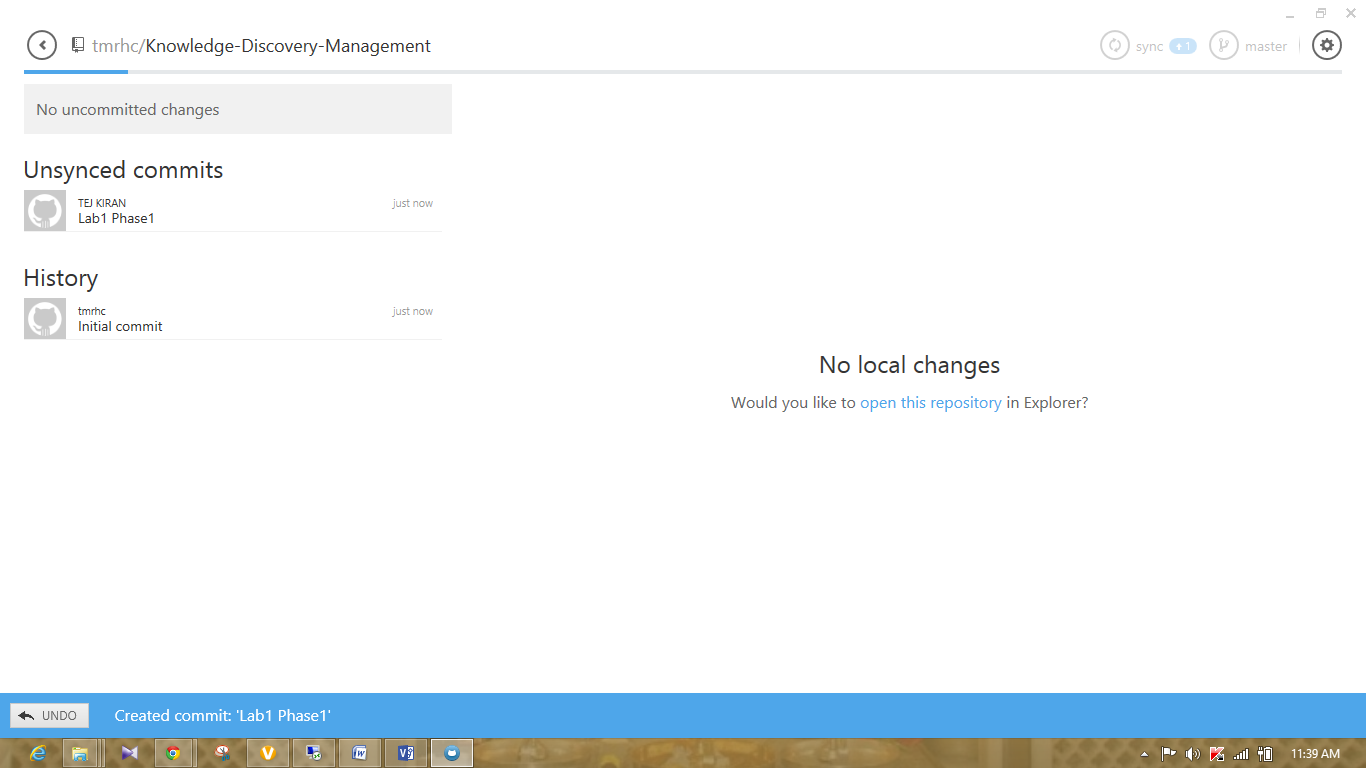 tmrhc/Knowledge-Discovery-Management
sync 1 master
No uncommitted changes
Unsynced commits
TEJ KIRAN just now
Lab1 Phase1
History
tmrhc just now
Initial commit
No local changes
Would you like to open this repository in Explorer?
UNDO Created commit: 'Lab1 Phase1'
11:39 AM